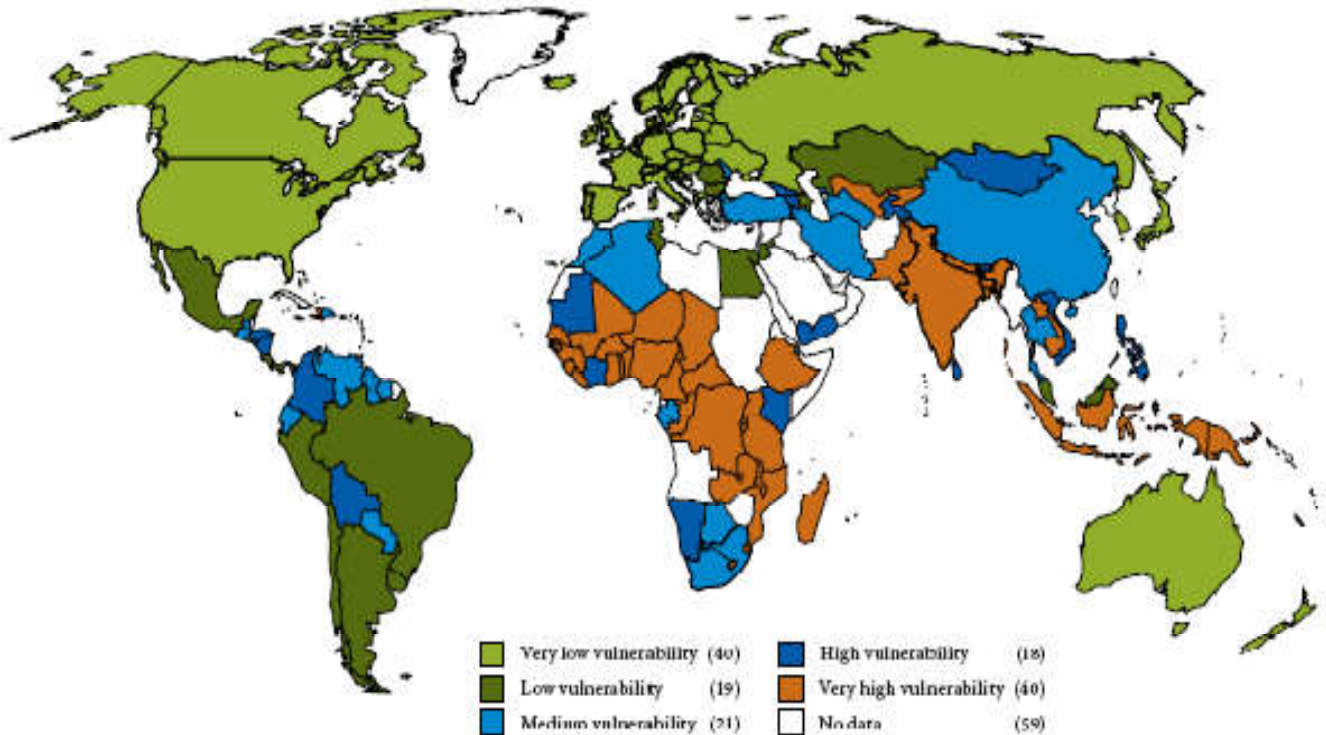 Very low vulnerability (40)
Low vulnerability (19)
Medium vulnerability (21)
High vulnerability (18)
Very high vulnerability (40)
No data (59)